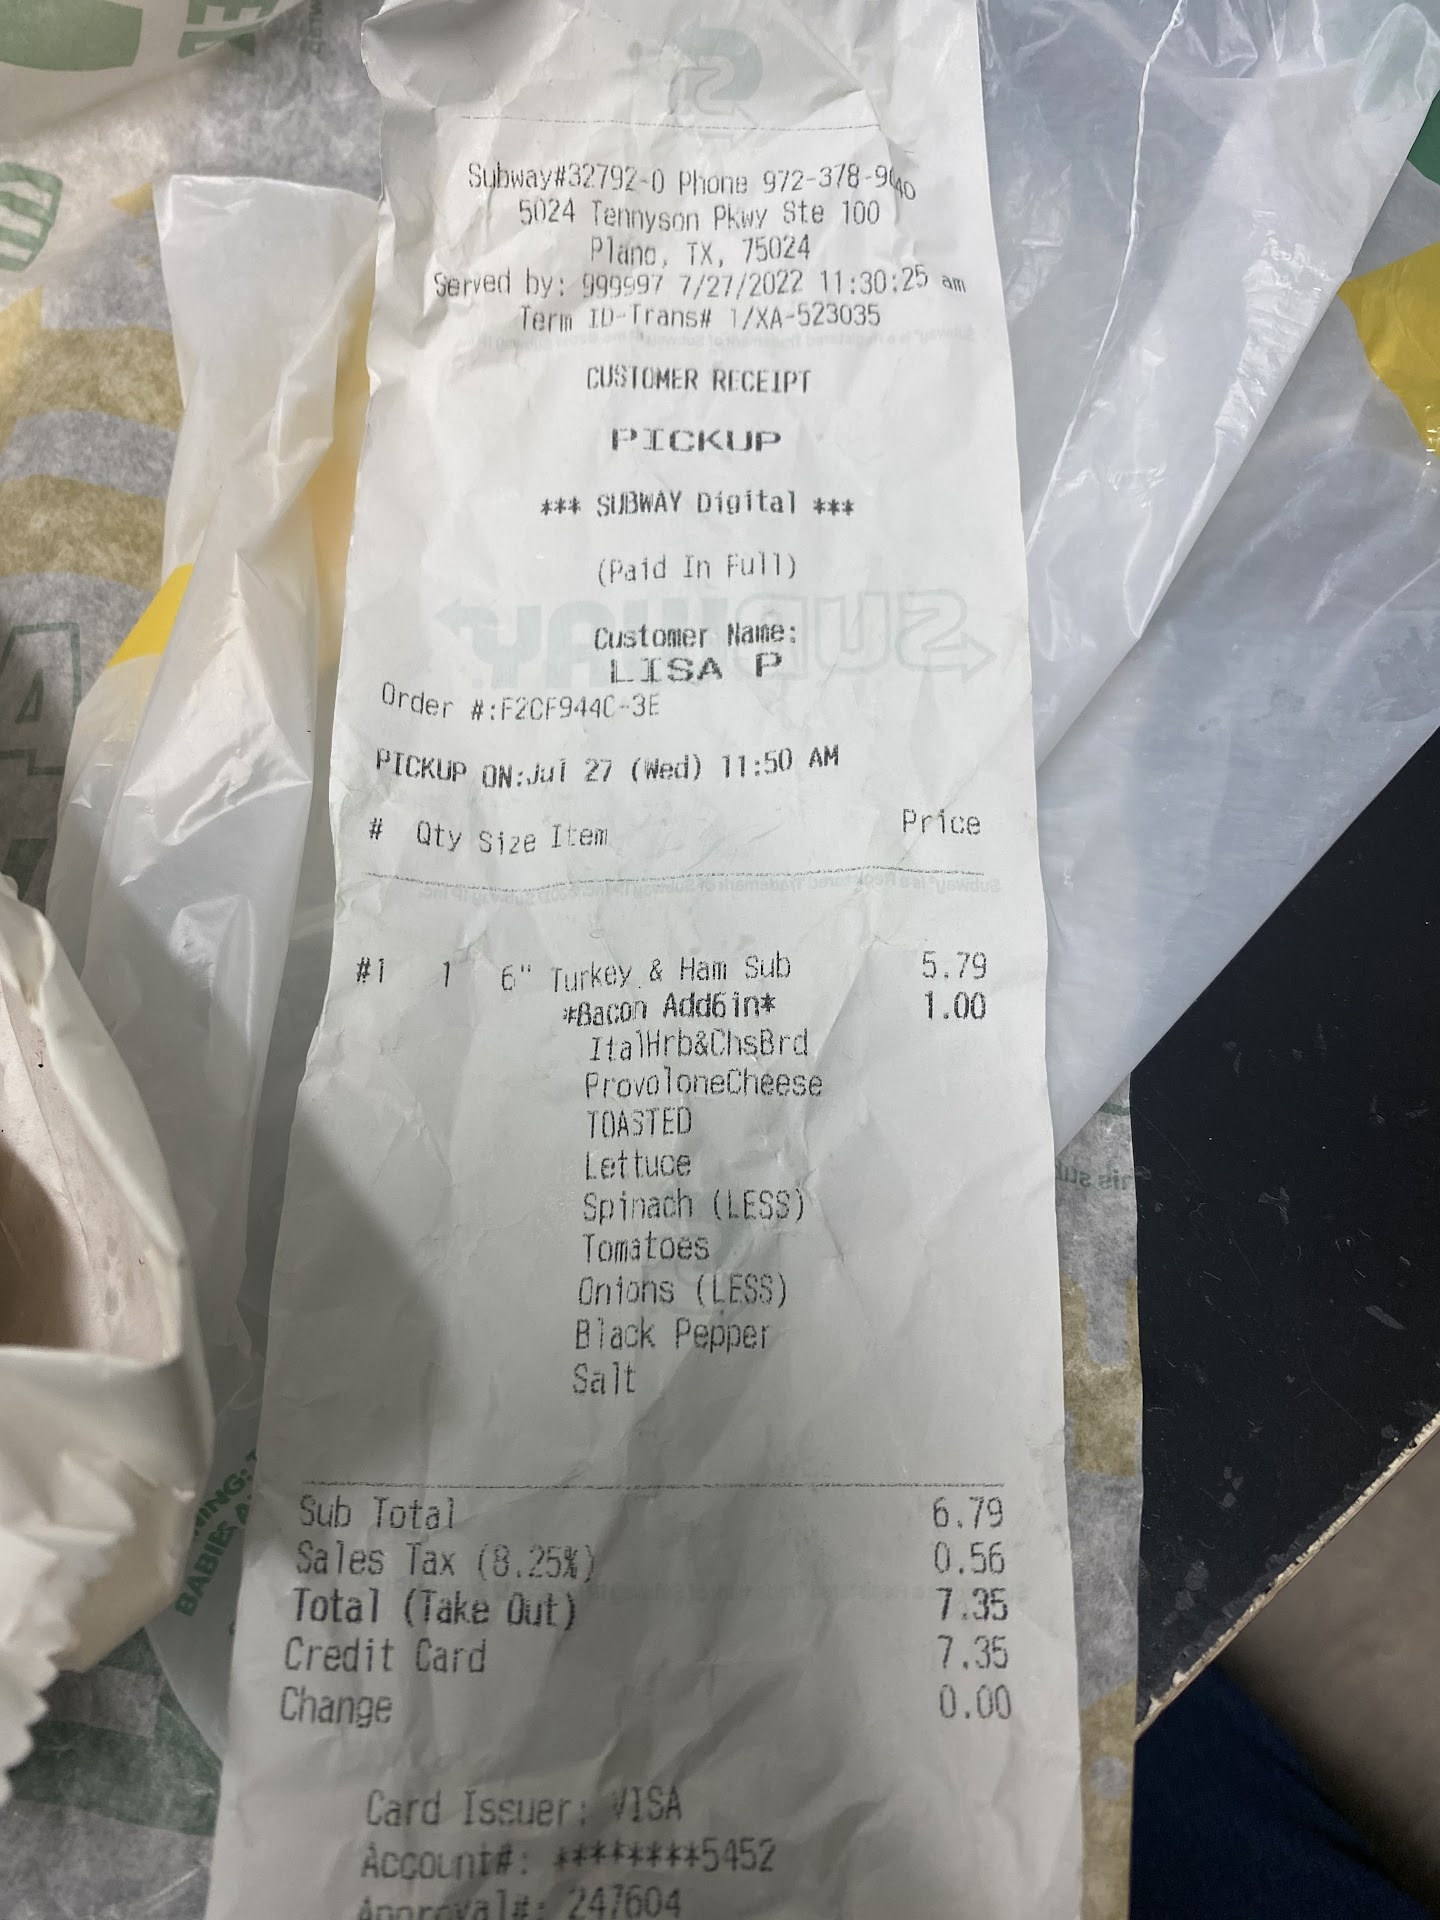 Subway#32792-0 Phone 972-378-9040
5024 Tennyson Pkwy Ste 100
Plano, TX, 75024
Served by: 999997 7/27/2022 11:30:25 am
Term ID-Trans# 1/XA-523035
CUSTOMER RECEIPT
PICKUP
*** SUBWAY Digital ***
(Paid In Full)
SUBWAY
Customer Name:
LISA P
Order #:F2CF944C-3E
PICKUP ON:Jul 27 (Wed) 11:50 AM
# Qty Size Item Price
#1 1 6" Turkey & Ham Sub 5.79
*Bacon Add6in* 1.00
ItalHrb&ChsBrd
ProvoloneCheese
TOASTED
Lettuce
Spinach (LESS)
Tomatoes
Onions (LESS)
Black Pepper
Salt
Sub Total 6.79
Sales Tax (8.25%) 0.56
Total (Take Out) 7.35
Credit Card 7.35
Change 0.00
Card Issuer: VISA
Account#: ********5452
Approval#: 247604